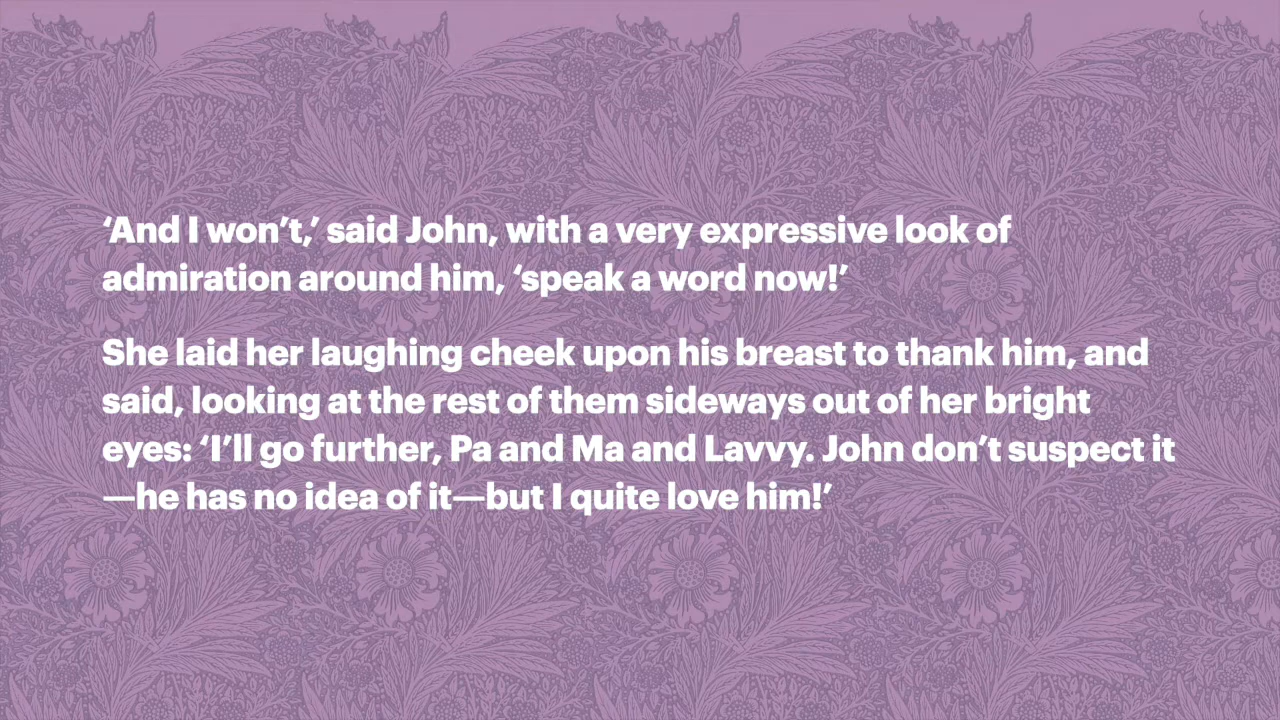 ‘And I won’t,’ said John, with a very expressive look of
admiration around him, ‘speak a word now!’
She laid her laughing cheek upon his breast to thank him, and
said, looking at the rest of them sideways out of her bright
eyes: ‘I’ll go further, Pa and Ma and Lavvy. John don’t suspect it
—he has no idea of it—but I quite love him!’